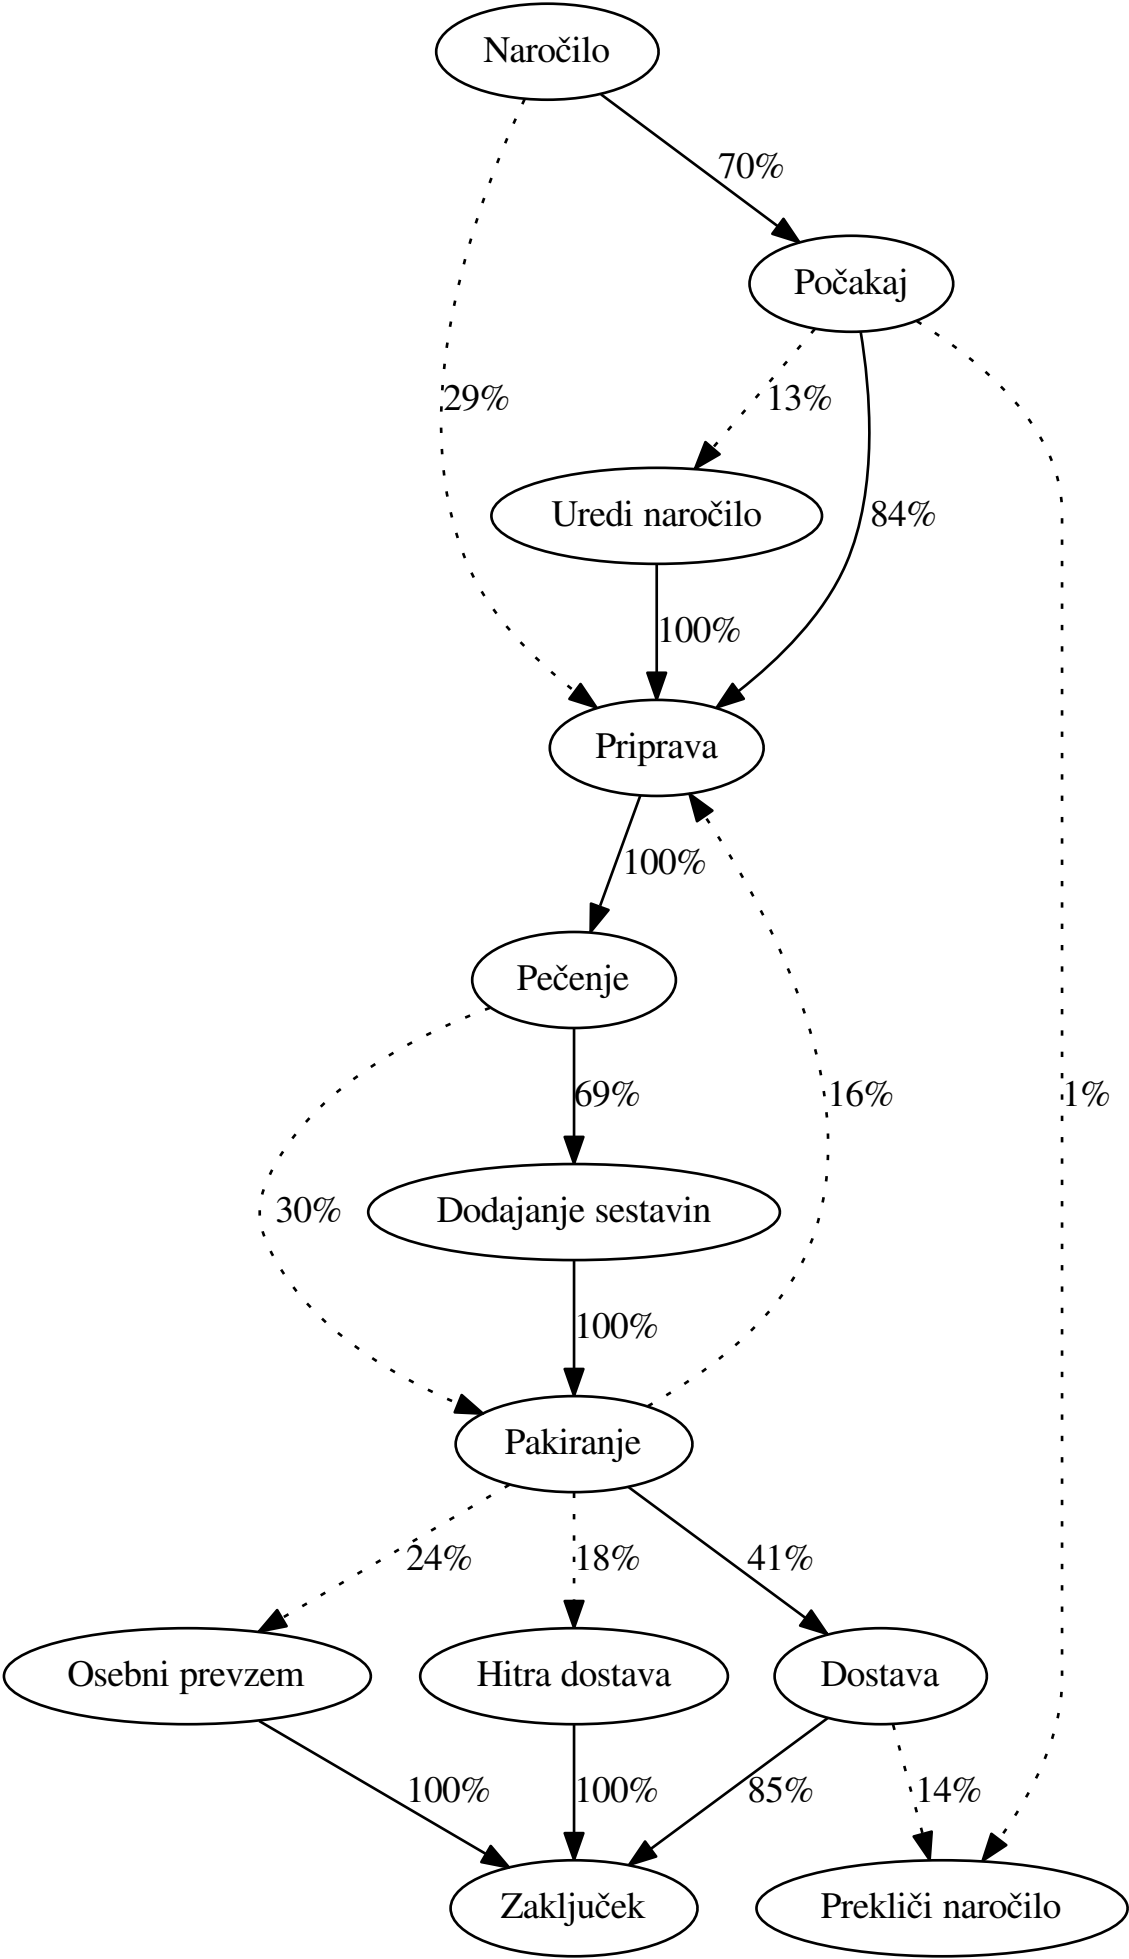 Naročilo
70%
Počakaj
29%
13%
Uredi naročilo
84%
100%
Priprava
100%
Pečenje
69%
16%
1%
30%
Dodajanje sestavin
100%
Pakiranje
24%
18%
41%
Osebni prevzem
Hitra dostava
Dostava
100%
100%
85%
14%
Zaključek
Prekliči naročilo